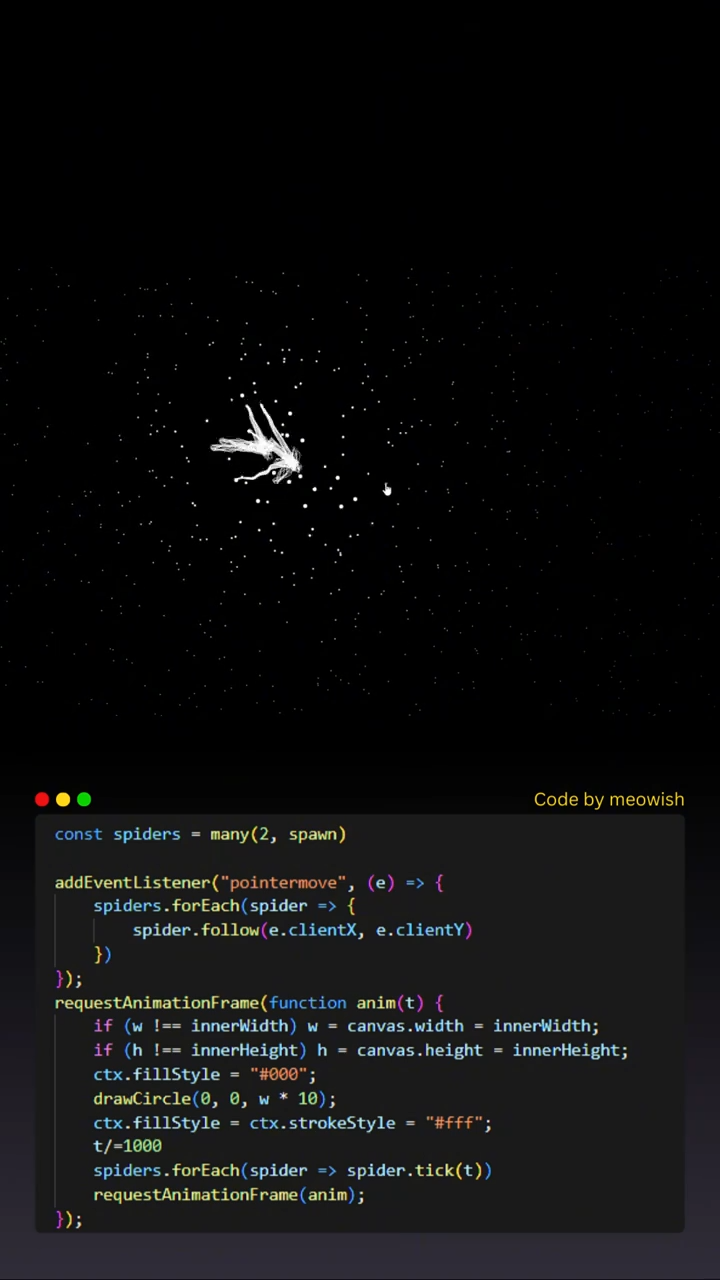 Code by meowish
const spiders = many(2, spawn)
addEventListener("pointermove", (e) => {
spiders.forEach(spider => {
spider.follow(e.clientX, e.clientY)
})
});
requestAnimationFrame(function anim(t) {
if (w !== innerWidth) w = canvas.width = innerWidth;
if (h !== innerHeight) h = canvas.height = innerHeight;
ctx.fillStyle = "#000";
drawCircle(0, 0, w * 10);
ctx.fillStyle = ctx.strokeStyle = "#fff";
t/=1000
spiders.forEach(spider => spider.tick(t))
requestAnimationFrame(anim);
});